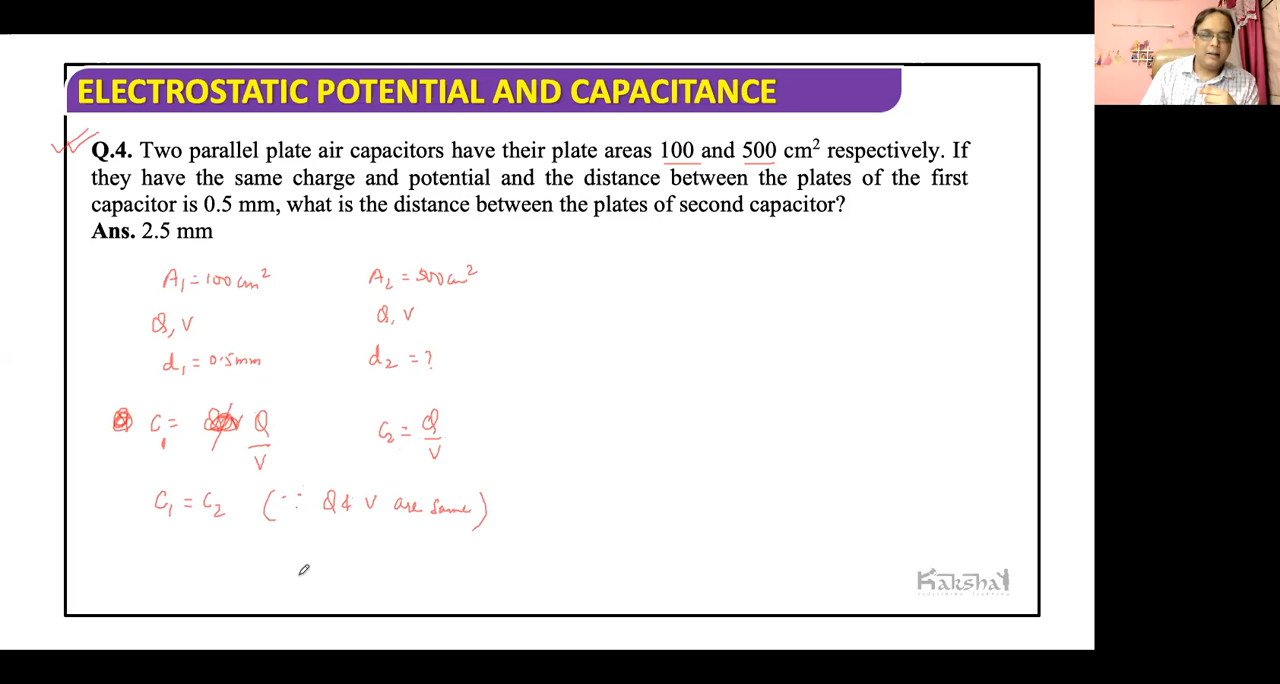 ELECTROSTATIC POTENTIAL AND CAPACITANCE
Q.4. Two parallel plate air capacitors have their plate areas 100 and 500 cm² respectively. If
they have the same charge and potential and the distance between the plates of the first
capacitor is 0.5 mm, what is the distance between the plates of second capacitor?
Ans. 2.5 mm
A₁ = 100 cm² A₂ = 500 cm²
Q, V Q, V
d₁ = 0.5mm d₂ = ?
C₁ = Q/V C₂ = Q/V
C₁ = C₂ (∵ Q & V are same)
Kaksha